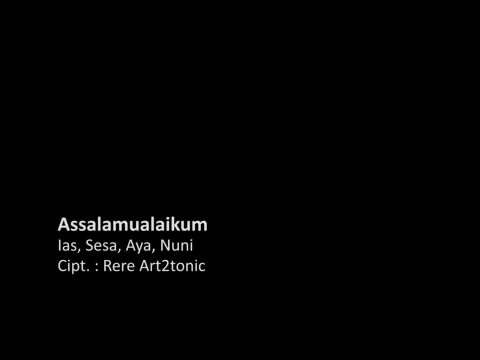 Assalamualaikum
Ias, Sesa, Aya, Nuni
Cipt. : Rere Art2tonic